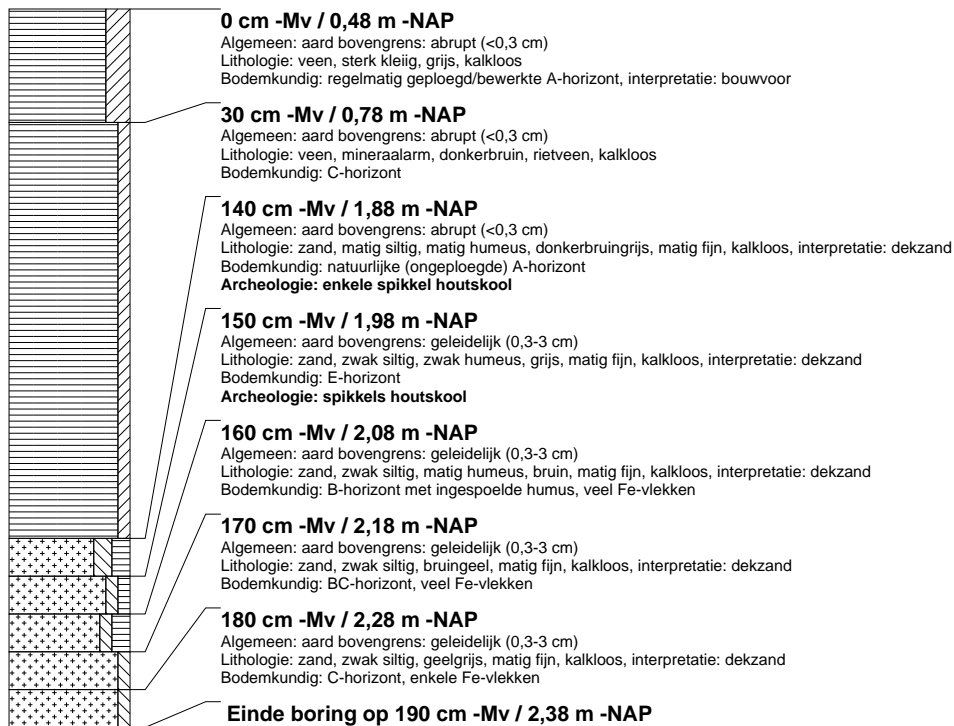 0 cm -Mv / 0,48 m -NAP
Algemeen: aard bovengrens: abrupt (<0,3 cm)
Lithologie: veen, sterk kleiig, grijs, kalkloos
Bodemkundig: regelmatig geploegd/bewerkte A-horizont, interpretatie: bouwvoor
30 cm -Mv / 0,78 m -NAP
Algemeen: aard bovengrens: abrupt (<0,3 cm)
Lithologie: veen, mineraalarm, donkerbruin, rietveen, kalkloos
Bodemkundig: C-horizont
140 cm -Mv / 1,88 m -NAP
Algemeen: aard bovengrens: abrupt (<0,3 cm)
Lithologie: zand, matig siltig, matig humeus, donkerbruingrijs, matig fijn, kalkloos, interpretatie: dekzand
Bodemkundig: natuurlijke (ongeploegde) A-horizont
Archeologie: enkele spikkel houtskool
150 cm -Mv / 1,98 m -NAP
Algemeen: aard bovengrens: geleidelijk (0,3-3 cm)
Lithologie: zand, zwak siltig, zwak humeus, grijs, matig fijn, kalkloos, interpretatie: dekzand
Bodemkundig: E-horizont
Archeologie: spikkels houtskool
160 cm -Mv / 2,08 m -NAP
Algemeen: aard bovengrens: geleidelijk (0,3-3 cm)
Lithologie: zand, zwak siltig, matig humeus, bruin, matig fijn, kalkloos, interpretatie: dekzand
Bodemkundig: B-horizont met ingespoelde humus, veel Fe-vlekken
170 cm -Mv / 2,18 m -NAP
Algemeen: aard bovengrens: geleidelijk (0,3-3 cm)
Lithologie: zand, zwak siltig, bruingeel, matig fijn, kalkloos, interpretatie: dekzand
Bodemkundig: BC-horizont, veel Fe-vlekken
180 cm -Mv / 2,28 m -NAP
Algemeen: aard bovengrens: geleidelijk (0,3-3 cm)
Lithologie: zand, zwak siltig, geelgrijs, matig fijn, kalkloos, interpretatie: dekzand
Bodemkundig: C-horizont, enkele Fe-vlekken
Einde boring op 190 cm -Mv / 2,38 m -NAP